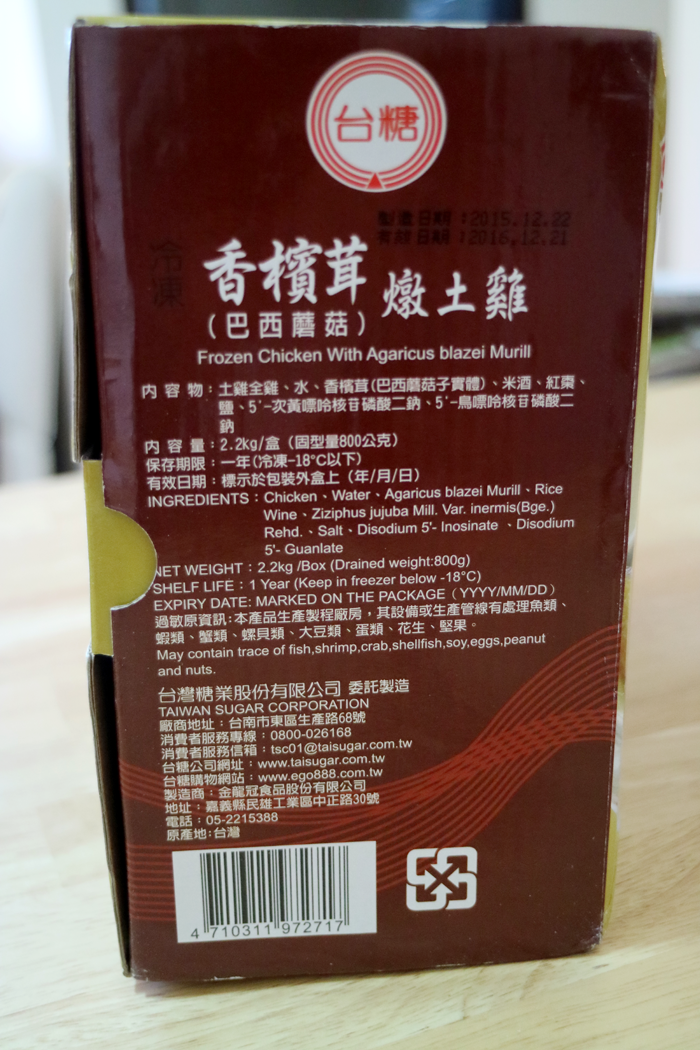 台糖
製造日期：2015.12.22
有效日期：2016.12.21
冷凍
香檳茸
燉土雞
(巴西蘑菇)
Frozen Chicken With Agaricus blazei Murill
內容物：土雞全雞、水、香檳茸(巴西蘑菇子實體)、米酒、紅棗、
鹽、5'-次黃嘌呤核苷磷酸二鈉、5'-鳥嘌呤核苷磷酸二
鈉
內容量：2.2kg/盒（固型量800公克）
保存期限：一年(冷凍-18°C以下)
有效日期：標示於包裝外盒上（年/月/日）
INGREDIENTS：Chicken、Water、Agaricus blazei Murill、Rice
Wine、Ziziphus jujuba Mill. Var. inermis(Bge.)
Rehd.、Salt、Disodium 5'- Inosinate 、Disodium
5'- Guanlate
NET WEIGHT：2.2kg /Box (Drained weight:800g)
SHELF LIFE：1 Year (Keep in freezer below -18°C)
EXPIRY DATE: MARKED ON THE PACKAGE（YYYY/MM/DD）
過敏原資訊:本產品生產製程廠房，其設備或生產管線有處理魚類、
蝦類、蟹類、螺貝類、大豆類、蛋類、花生、堅果。
May contain trace of fish,shrimp,crab,shellfish,soy,eggs,peanut
and nuts.
台灣糖業股份有限公司 委託製造
TAIWAN SUGAR CORPORATION
廠商地址：台南市東區生產路68號
消費者服務專線：0800-026168
消費者服務信箱：tsc01@taisugar.com.tw
台糖公司網址：www.taisugar.com.tw
台糖購物網站：www.ego888.com.tw
製造商：金龍冠食品股份有限公司
地址：嘉義縣民雄工業區中正路30號
電話：05-2215388
原產地:台灣
4 710311 972717